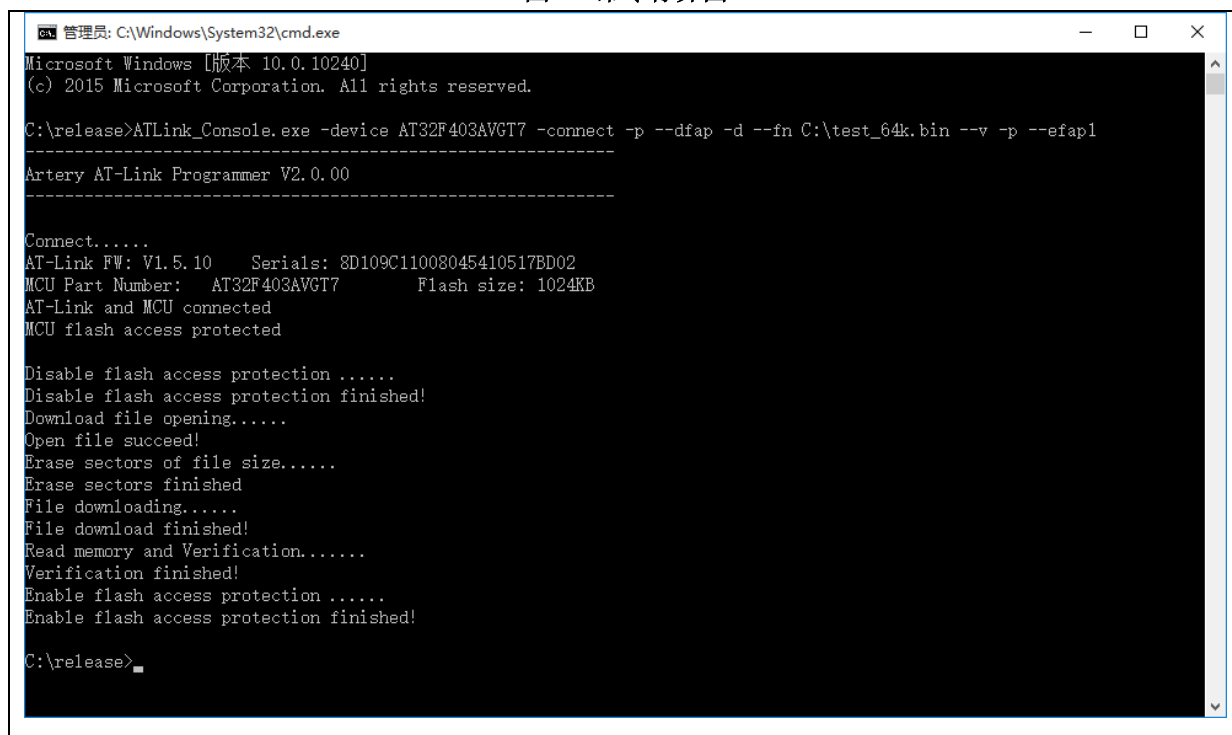 管理员: C:\Windows\System32\cmd.exe
Microsoft Windows [版本 10.0.10240]
(c) 2015 Microsoft Corporation. All rights reserved.
C:\release>ATLink_Console.exe -device AT32F403AVGT7 -connect -p --dfap -d --fn C:\test_64k.bin --v -p --efap1
------------------------------------------------------------
Artery AT-Link Programmer V2.0.00
------------------------------------------------------------
Connect......
AT-Link FW: V1.5.10    Serials: 8D109C11008045410517BD02
MCU Part Number:   AT32F403AVGT7        Flash size: 1024KB
AT-Link and MCU connected
MCU flash access protected
Disable flash access protection ......
Disable flash access protection finished!
Download file opening......
Open file succeed!
Erase sectors of file size......
Erase sectors finished
File downloading......
File download finished!
Read memory and Verification.......
Verification finished!
Enable flash access protection ......
Enable flash access protection finished!
C:\release>